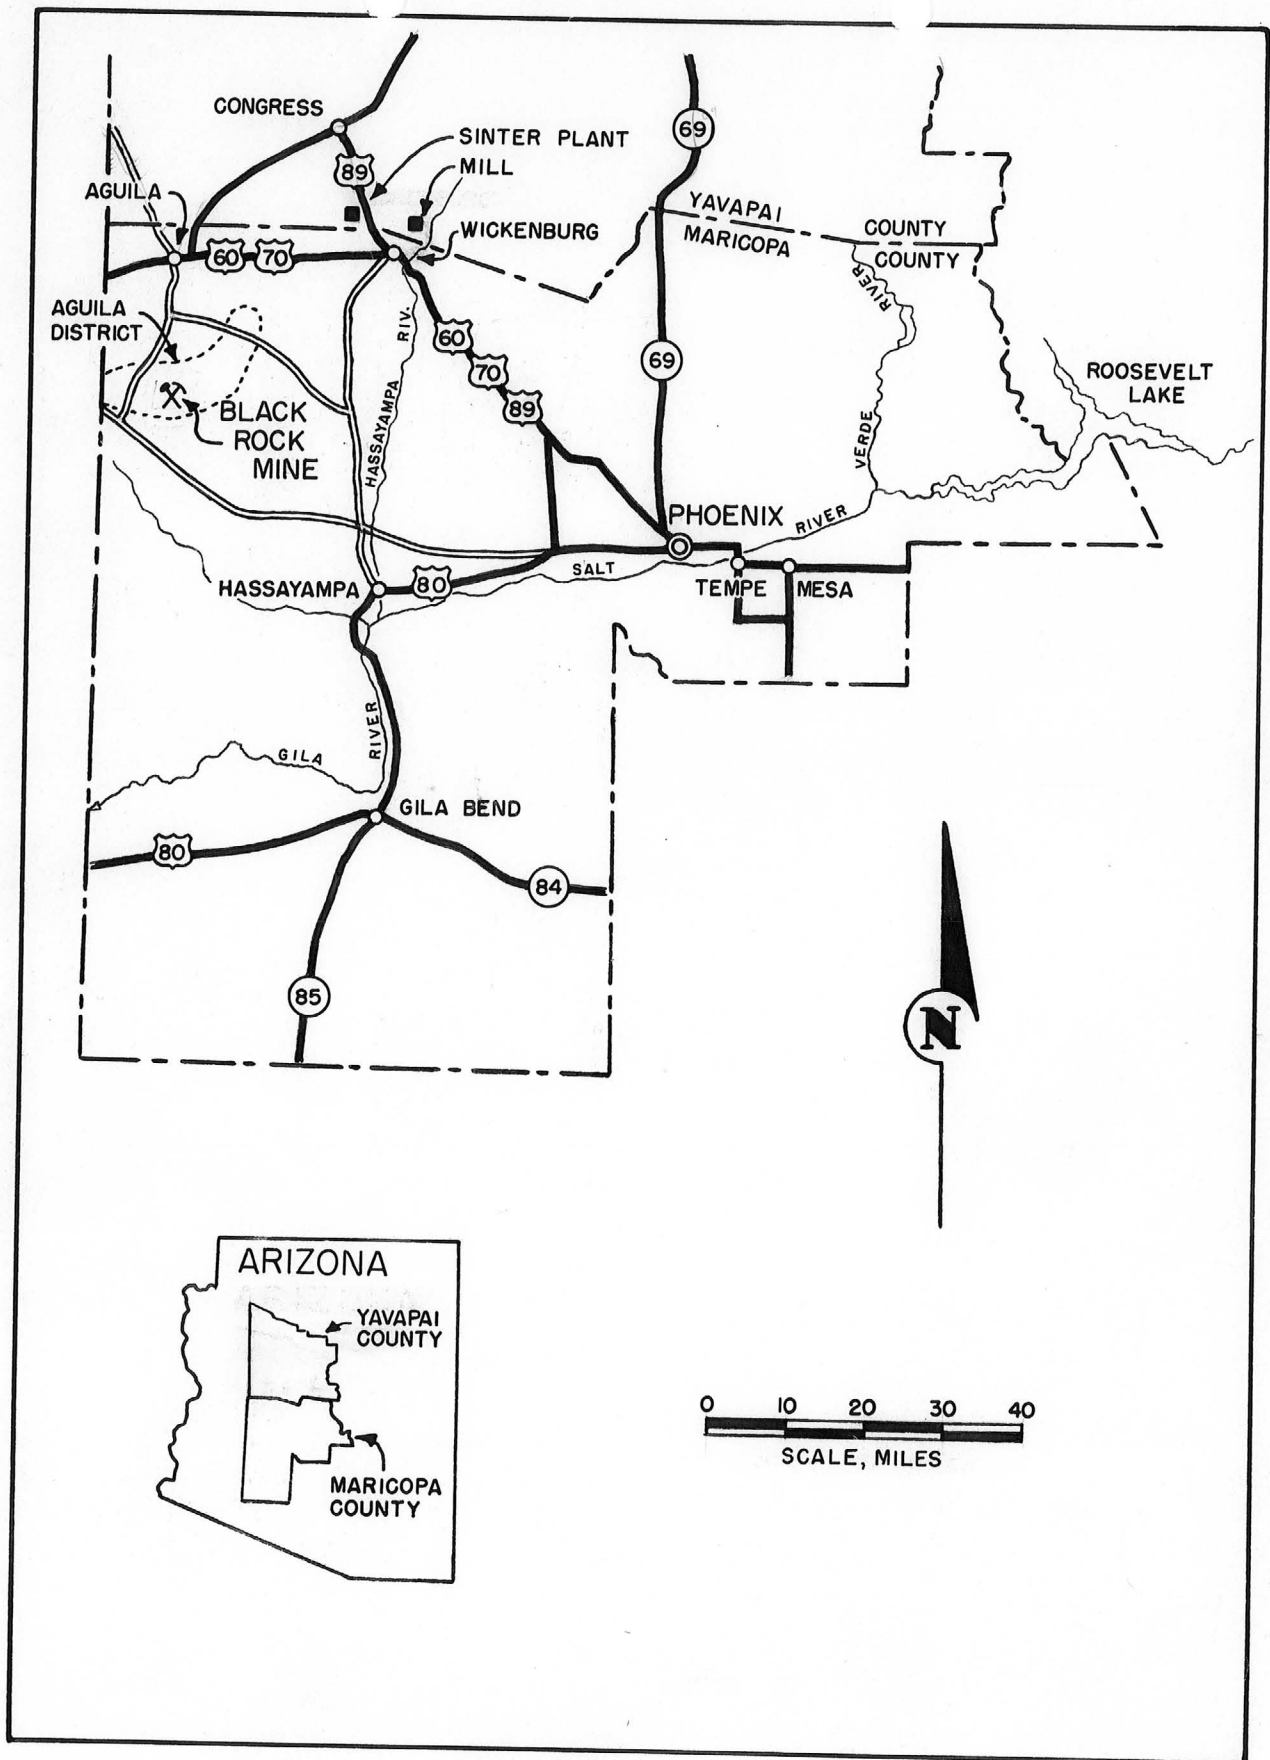 CONGRESS
69
SINTER PLANT
89
MILL
AGUILA
YAVAPAI
COUNTY
WICKENBURG
MARICOPA
COUNTY
60
70
RIVER
AGUILA
DISTRICT
RIV.
60
69
70
ROOSEVELT
LAKE
89
BLACK
ROCK
MINE
HASSAYAMPA
VERDE
PHOENIX
RIVER
SALT
HASSAYAMPA
80
TEMPE
MESA
RIVER
GILA
GILA BEND
80
84
85
N
ARIZONA
YAVAPAI
COUNTY
MARICOPA
COUNTY
0 10 20 30 40
SCALE, MILES